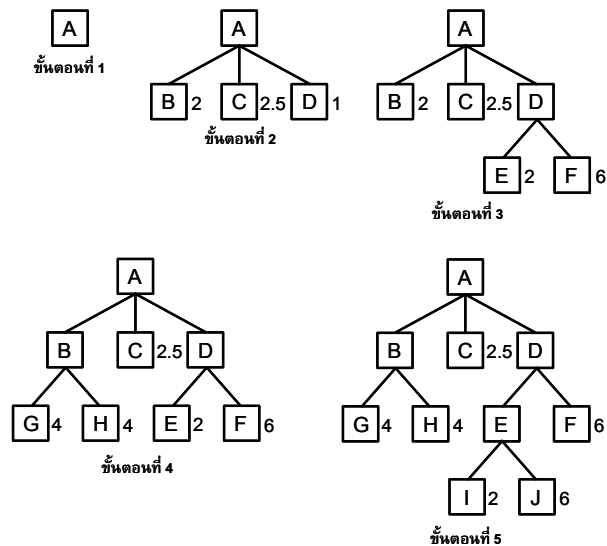 A
ขั้นตอนที่ 1
A
B 2 C 2.5 D 1
ขั้นตอนที่ 2
A
B 2 C 2.5 D
E 2 F 6
ขั้นตอนที่ 3
A
B C 2.5 D
G 4 H 4 E 2 F 6
ขั้นตอนที่ 4
A
B C 2.5 D
G 4 H 4 E F 6
I 2 J 6
ขั้นตอนที่ 5